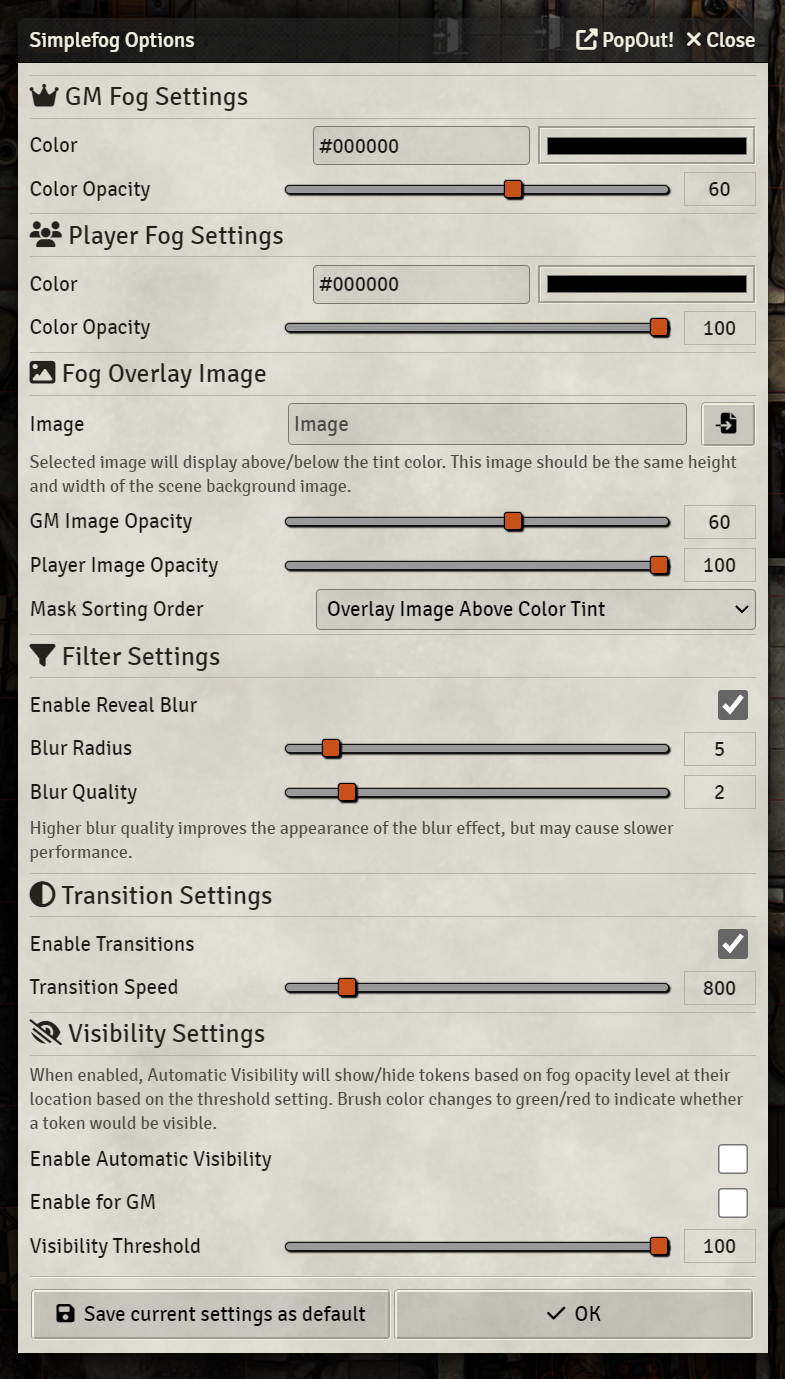 Simplefog Options
PopOut! Close
GM Fog Settings
Color #000000
Color Opacity 60
Player Fog Settings
Color #000000
Color Opacity 100
Fog Overlay Image
Image Image
Selected image will display above/below the tint color. This image should be the same height
and width of the scene background image.
GM Image Opacity 60
Player Image Opacity 100
Mask Sorting Order Overlay Image Above Color Tint
Filter Settings
Enable Reveal Blur
Blur Radius 5
Blur Quality 2
Higher blur quality improves the appearance of the blur effect, but may cause slower
performance.
Transition Settings
Enable Transitions
Transition Speed 800
Visibility Settings
When enabled, Automatic Visibility will show/hide tokens based on fog opacity level at their
location based on the threshold setting. Brush color changes to green/red to indicate whether
a token would be visible.
Enable Automatic Visibility
Enable for GM
Visibility Threshold 100
Save current settings as default OK